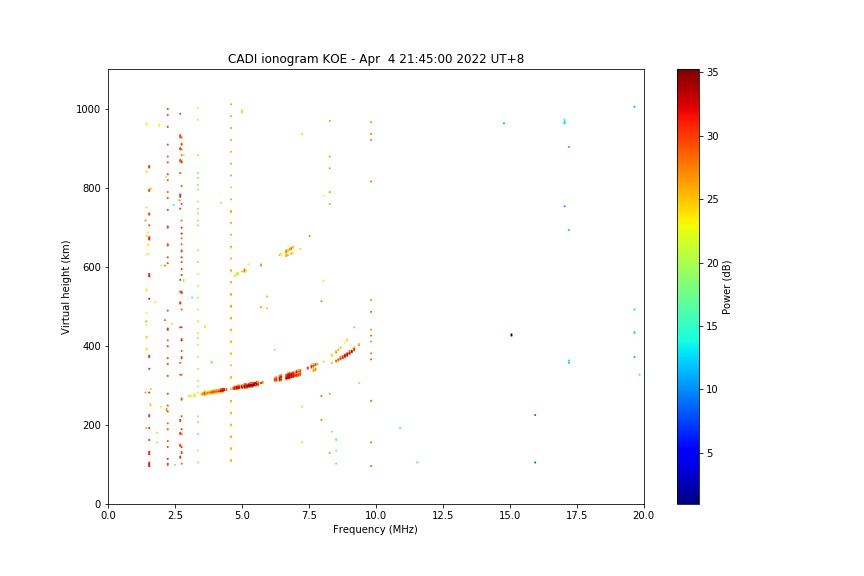 CADI ionogram KOE - Apr  4 21:45:00 2022 UT+8
1000
800
600
400
200
0
Virtual height (km)
0.0 2.5 5.0 7.5 10.0 12.5 15.0 17.5 20.0
Frequency (MHz)
35
30
25
20
15
10
5
Power (dB)